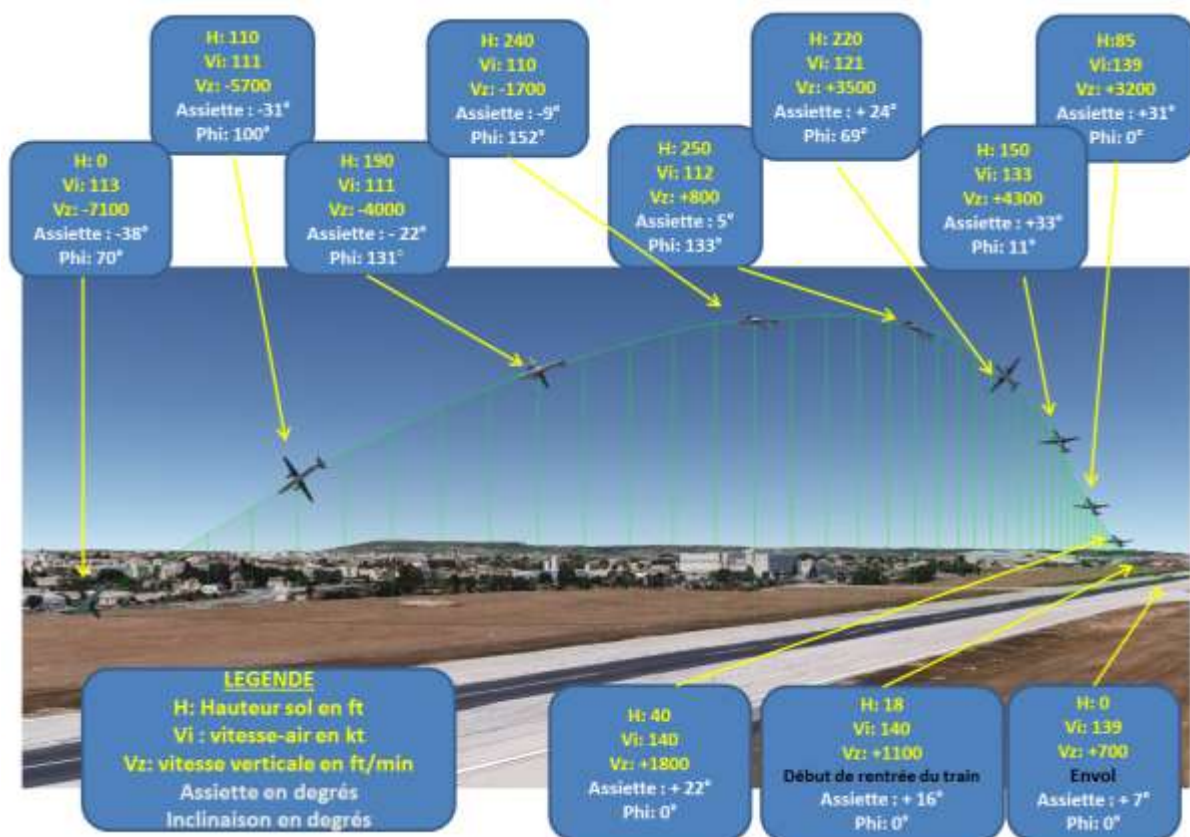 H: 110
Vi: 111
Vz: -5700
Assiette : -31°
Phi: 100°
H: 240
Vi: 110
Vz: -1700
Assiette : -9°
Phi: 152°
H: 220
Vi: 121
Vz: +3500
Assiette : + 24°
Phi: 69°
H:85
Vi:139
Vz: +3200
Assiette : +31°
Phi: 0°
H: 0
Vi: 113
Vz: -7100
Assiette : -38°
Phi: 70°
H: 190
Vi: 111
Vz: -4000
Assiette : - 22°
Phi: 131°
H: 250
Vi: 112
Vz: +800
Assiette : 5°
Phi: 133°
H: 150
Vi: 133
Vz: +4300
Assiette : +33°
Phi: 11°
LEGENDE
H: Hauteur sol en ft
Vi : vitesse-air en kt
Vz: vitesse verticale en ft/min
Assiette en degrés
Inclinaison en degrés
H: 40
Vi: 140
Vz: +1800
Assiette : + 22°
Phi: 0°
H: 18
Vi: 140
Vz: +1100
Début de rentrée du train
Assiette : + 16°
Phi: 0°
H: 0
Vi: 139
Vz: +700
Envol
Assiette : + 7°
Phi: 0°